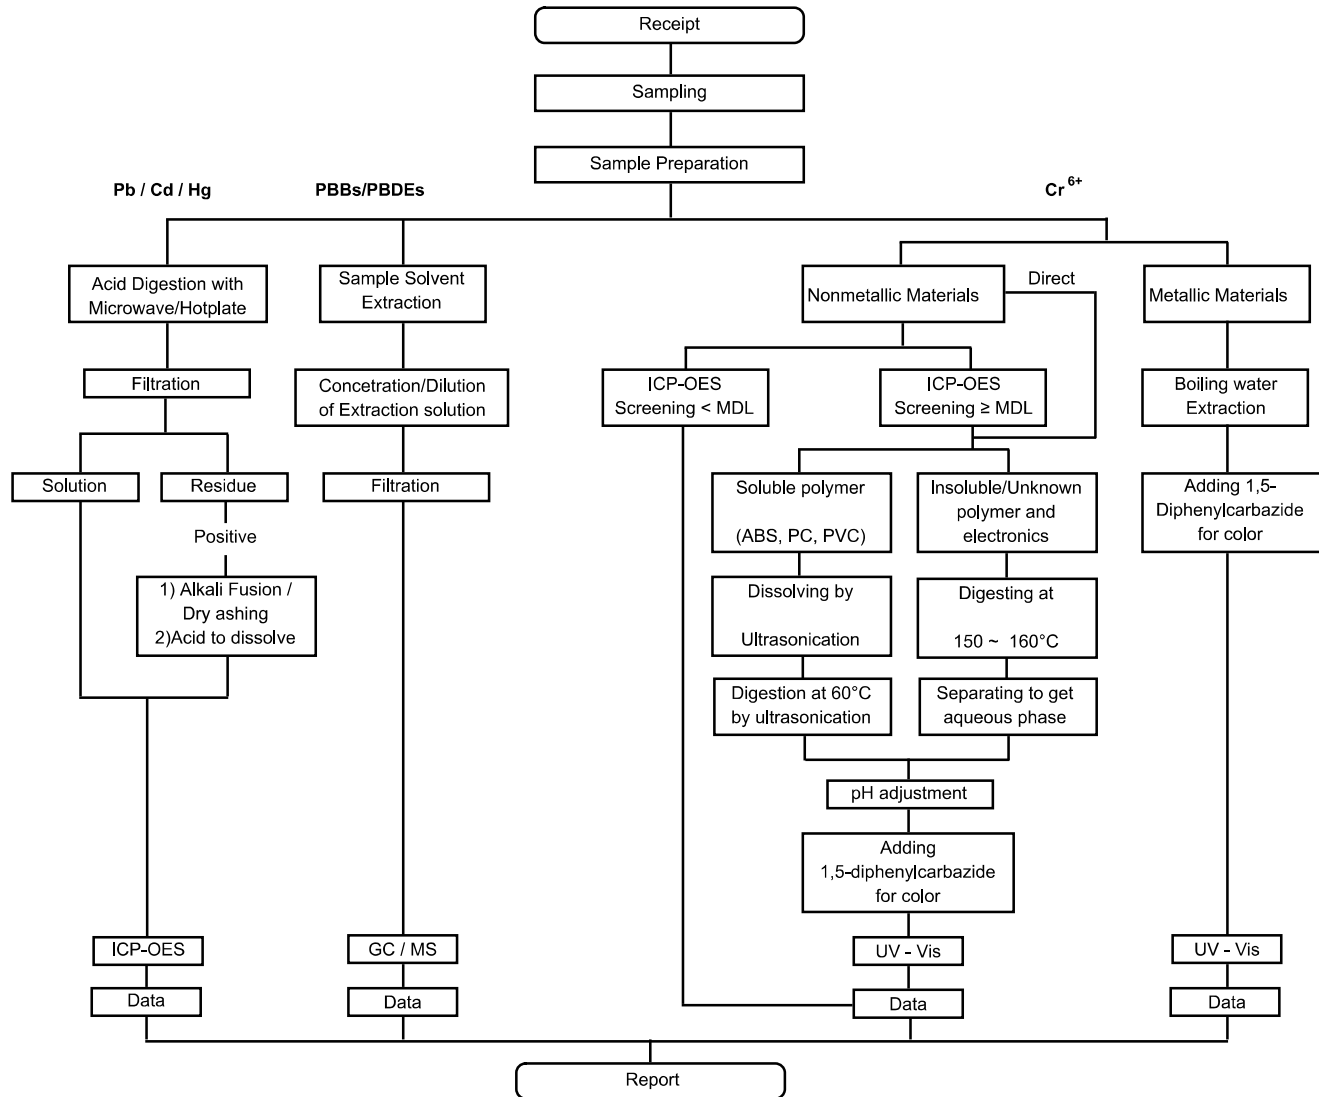 Receipt
Sampling
Sample Preparation
Pb / Cd / Hg
PBBs/PBDEs
Cr 6+
Acid Digestion with
Microwave/Hotplate
Filtration
Solution
Residue
Positive
1) Alkali Fusion /
Dry ashing
2)Acid to dissolve
ICP-OES
Data
Sample Solvent
Extraction
Concetration/Dilution
of Extraction solution
Filtration
GC / MS
Data
Nonmetallic Materials
Direct
ICP-OES
Screening < MDL
ICP-OES
Screening ≥ MDL
Soluble polymer
(ABS, PC, PVC)
Dissolving by
Ultrasonication
Digestion at 60°C
by ultrasonication
Insoluble/Unknown
polymer and
electronics
Digesting at
150 ~ 160°C
Separating to get
aqueous phase
pH adjustment
Adding
1,5-diphenylcarbazide
for color
UV - Vis
Data
Metallic Materials
Boiling water
Extraction
Adding 1,5-
Diphenylcarbazide
for color
UV - Vis
Data
Report